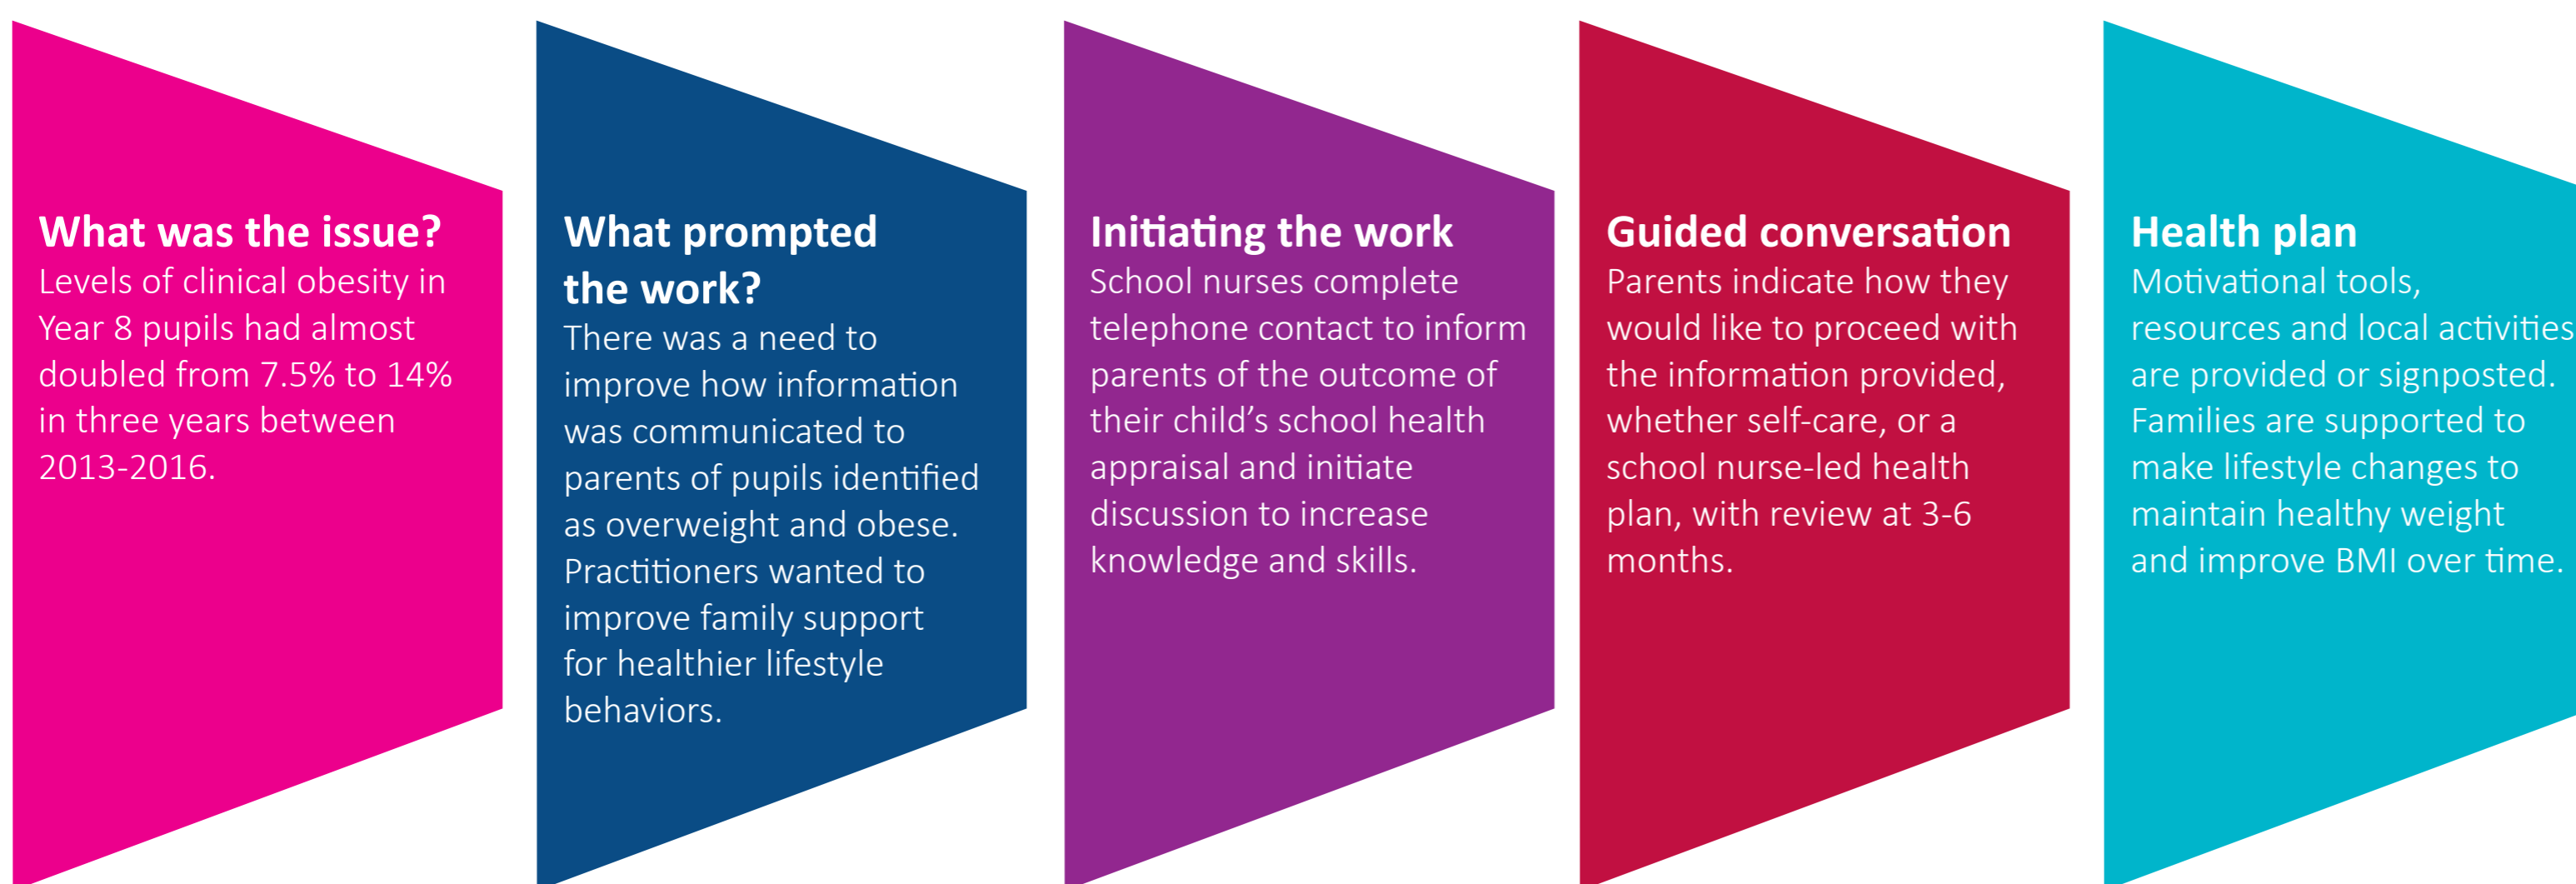 What was the issue?
Levels of clinical obesity in
Year 8 pupils had almost
doubled from 7.5% to 14%
in three years between
2013-2016.
What prompted
the work?
There was a need to
improve how information
was communicated to
parents of pupils identified
as overweight and obese.
Practitioners wanted to
improve family support
for healthier lifestyle
behaviors.
Initiating the work
School nurses complete
telephone contact to inform
parents of the outcome of
their child’s school health
appraisal and initiate
discussion to increase
knowledge and skills.
Guided conversation
Parents indicate how they
would like to proceed with
the information provided,
whether self-care, or a
school nurse-led health
plan, with review at 3-6
months.
Health plan
Motivational tools,
resources and local activities
are provided or signposted.
Families are supported to
make lifestyle changes to
maintain healthy weight
and improve BMI over time.